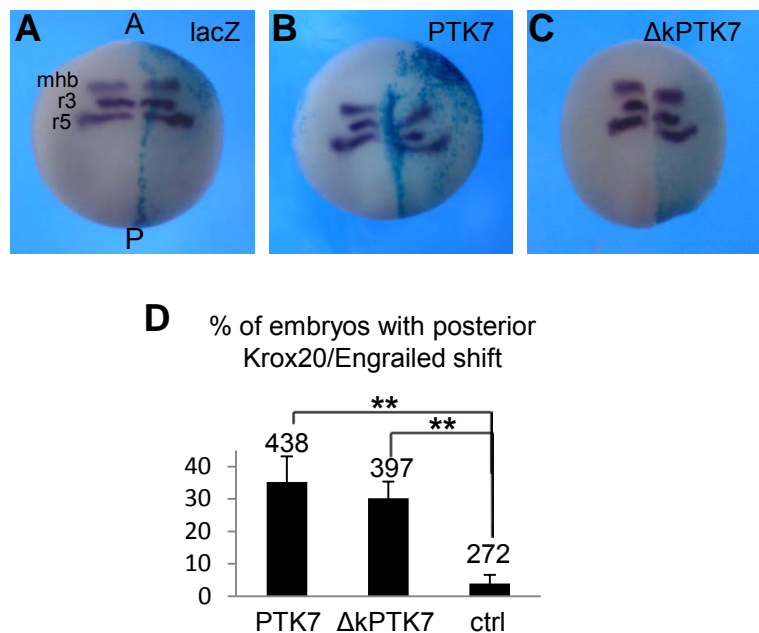 A
A
lacZ
mhb
r3
r5
P
B
PTK7
C
ΔkPTK7
D
% of embryos with posterior
Krox20/Engrailed shift
**
**
438
397
272
40
30
20
10
0
PTK7 ΔkPTK7 ctrl